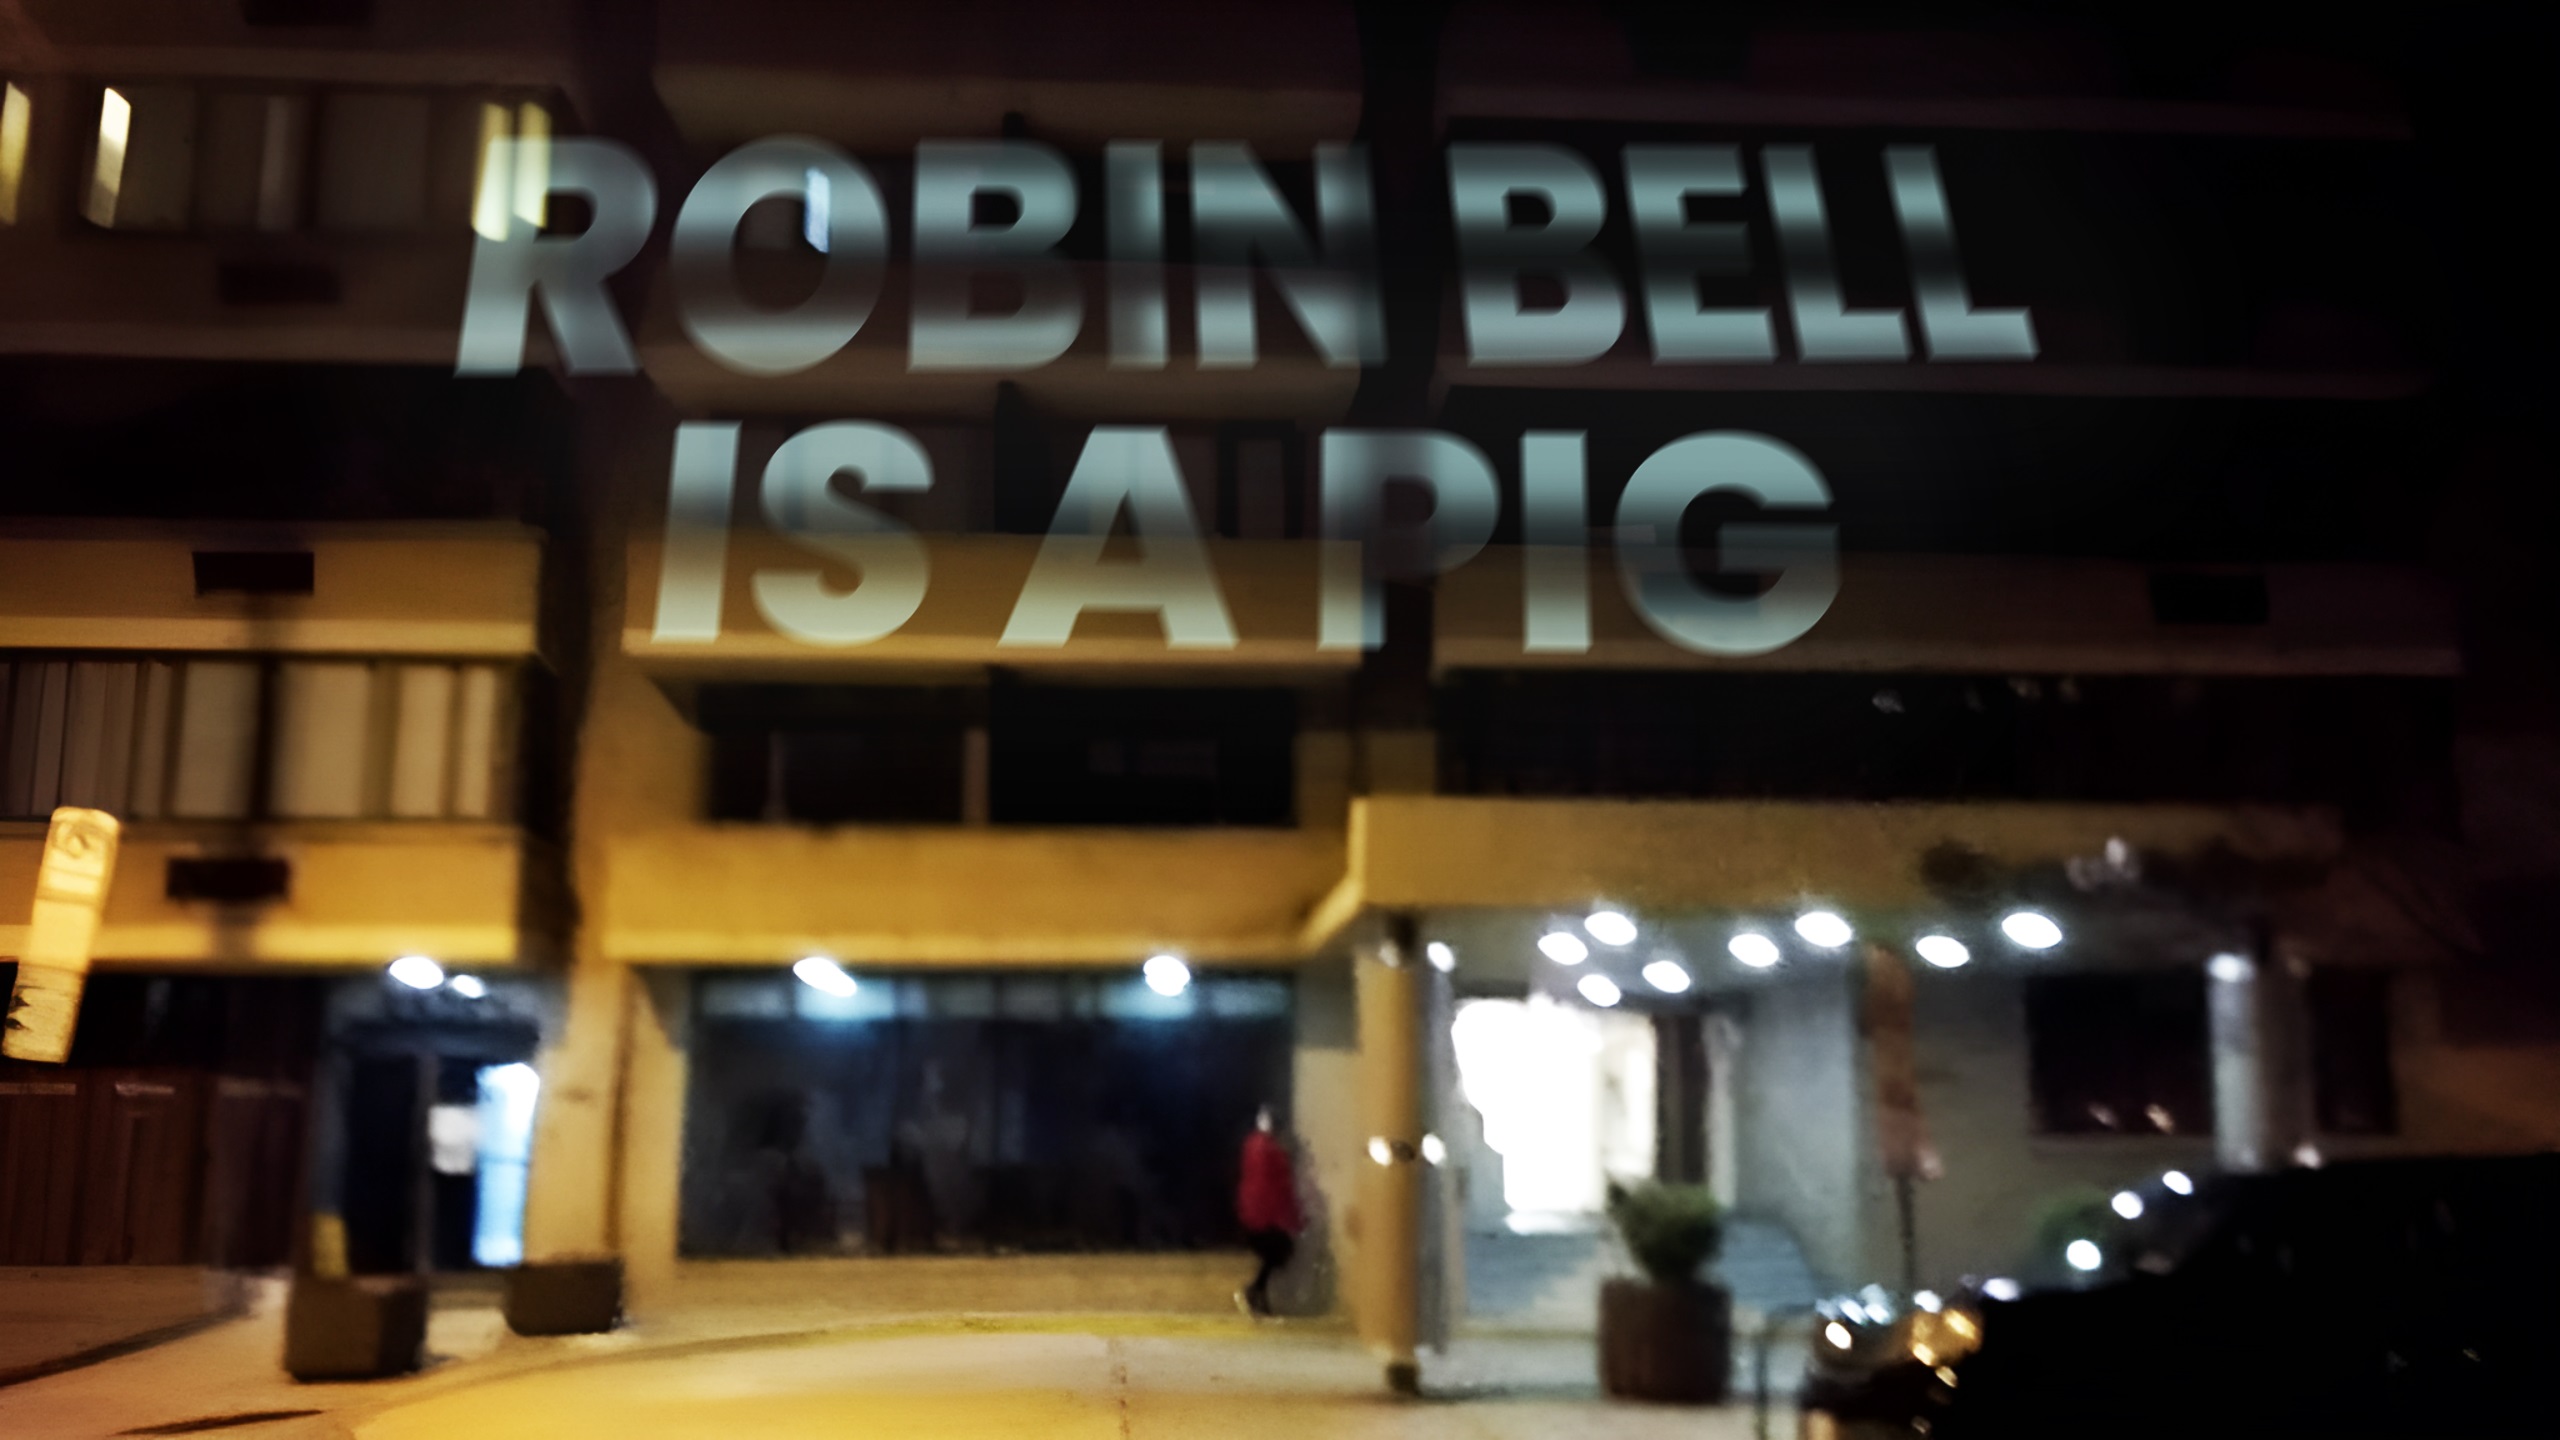 ROBIN BELL
IS A PIG